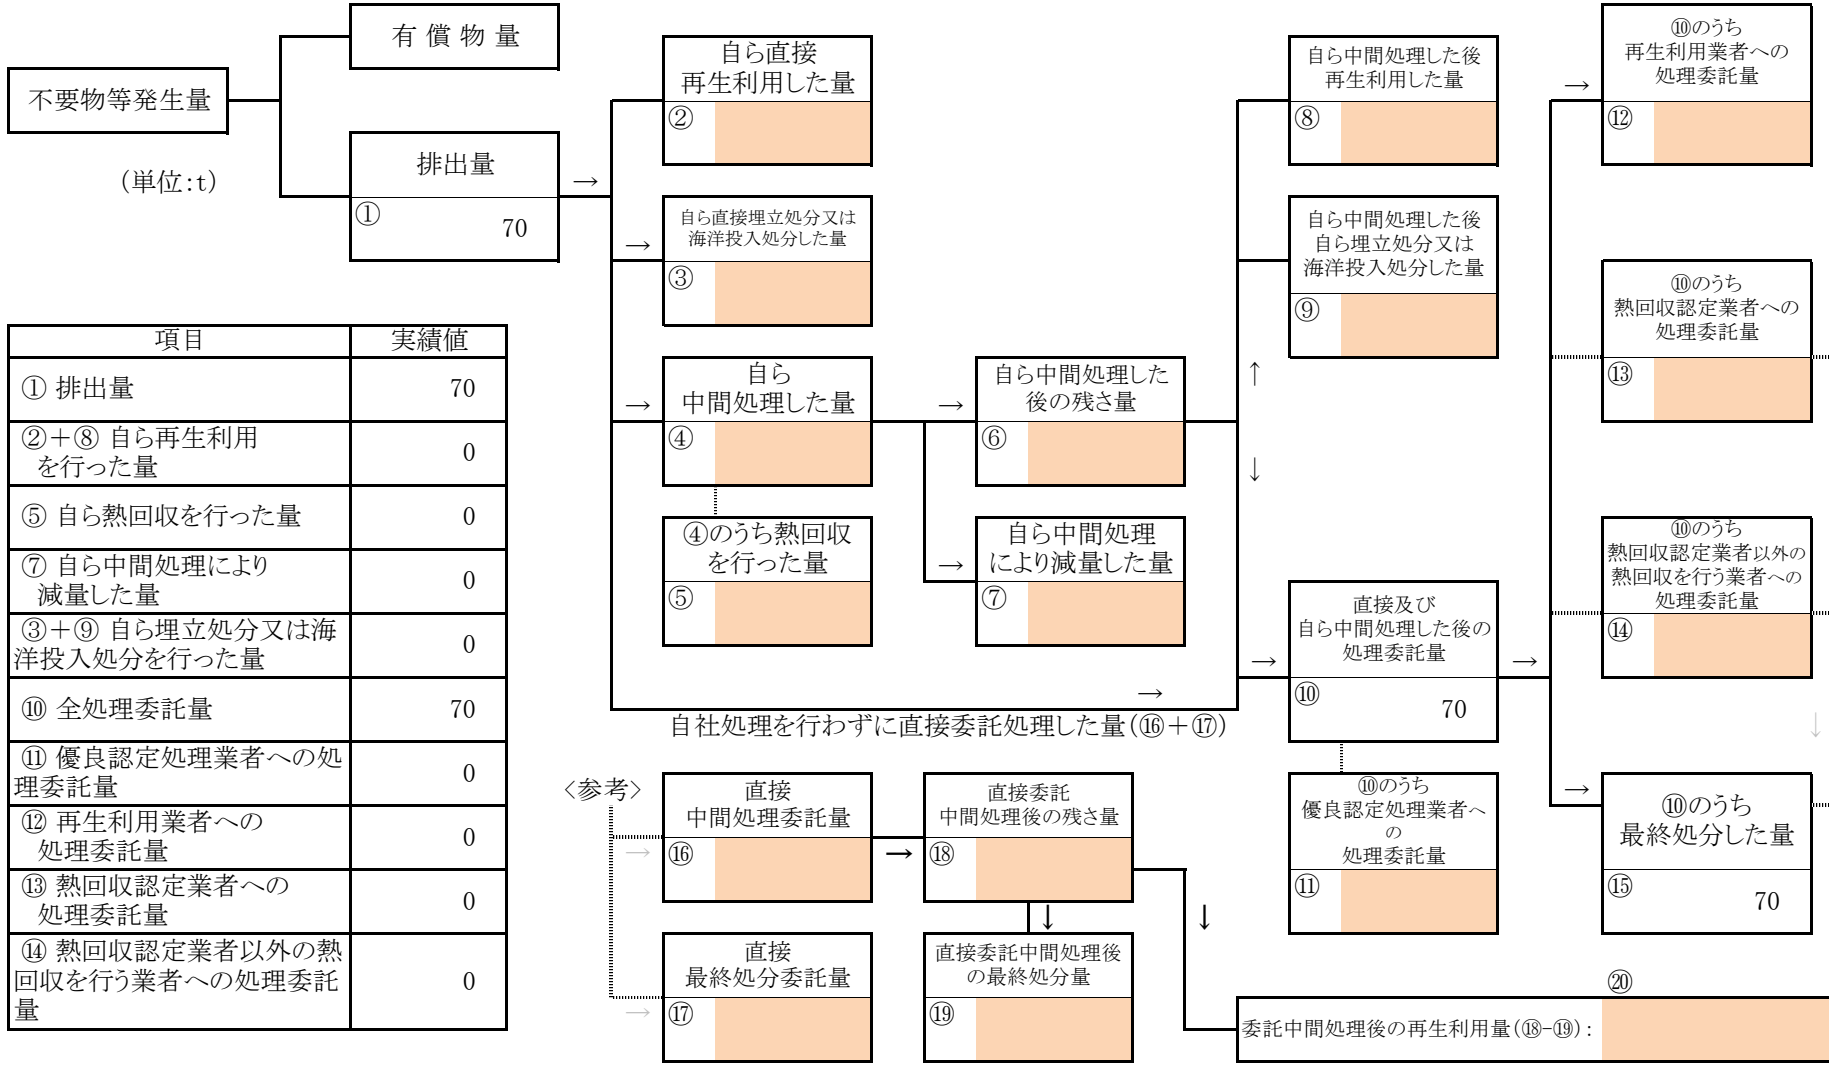 有 償 物 量
不要物等発生量
(単位:t)
排出量
①
70
→
自ら直接
再生利用した量
②
→
自ら直接埋立処分又は
海洋投入処分した量
③
→
自ら
中間処理した量
④
④のうち熱回収
を行った量
⑤
→
自ら中間処理した
後の残さ量
⑥
→
自ら中間処理
により減量した量
⑦
自ら中間処理した後
再生利用した量
⑧
自ら中間処理した後
自ら埋立処分又は
海洋投入処分した量
⑨
↑
↓
→
直接及び
自ら中間処理した後の
処理委託量
⑩
70
→
⑩のうち
優良認定処理業者へ
の
処理委託量
⑪
→
⑩のうち
再生利用業者への
処理委託量
⑫
⑩のうち
熱回収認定業者への
処理委託量
⑬
⑩のうち
熱回収認定業者以外の
熱回収を行う業者への
処理委託量
⑭
↓
→
⑩のうち
最終処分した量
⑮
70
→
自社処理を行わずに直接委託処理した量(⑯+⑰)
項目 実績値
① 排出量 70
②+⑧ 自ら再生利用
を行った量
0
⑤ 自ら熱回収を行った量 0
⑦ 自ら中間処理により
減量した量
0
③+⑨ 自ら埋立処分又は海
洋投入処分を行った量
0
⑩ 全処理委託量 70
⑪ 優良認定処理業者への処
理委託量
0
⑫ 再生利用業者への
処理委託量
0
⑬ 熱回収認定業者への
処理委託量
0
⑭ 熱回収認定業者以外の熱
回収を行う業者への処理委託
量
0
<参考>
→
直接
中間処理委託量
⑯
→
直接委託
中間処理後の残さ量
⑱
↓
↓
→
直接
最終処分委託量
⑰
直接委託中間処理後
の最終処分量
⑲
⑳
委託中間処理後の再生利用量(⑱-⑲):